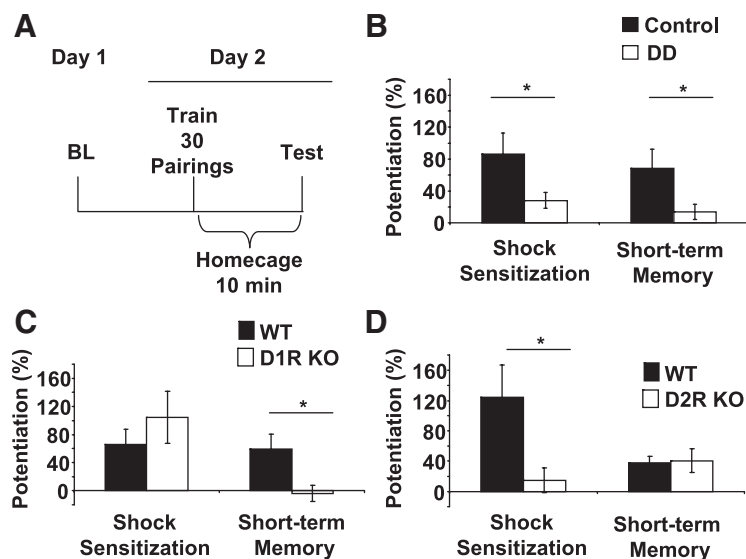 A
Day 1 Day 2
Train
30
Pairings
BL Test
Homecage
10 min
B
Control
DD
Potentiation (%)
160
120
80
40
0
* *
Shock
Sensitization
Short-term
Memory
C
WT
D1R KO
Potentiation (%)
160
120
80
40
0
*
Shock
Sensitization
Short-term
Memory
D
WT
D2R KO
Potentiation (%)
160
120
80
40
0
*
Shock
Sensitization
Short-term
Memory